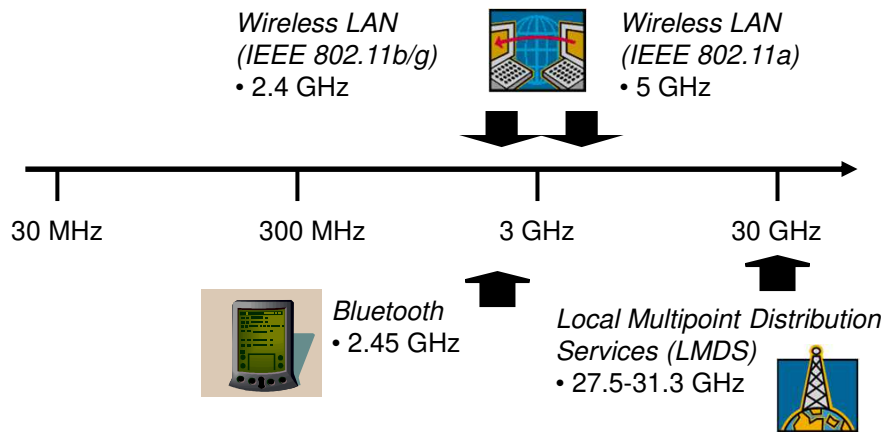 Wireless LAN
(IEEE 802.11b/g)
• 2.4 GHz
Wireless LAN
(IEEE 802.11a)
• 5 GHz
30 MHz
300 MHz
3 GHz
30 GHz
Bluetooth
• 2.45 GHz
Local Multipoint Distribution
Services (LMDS)
• 27.5-31.3 GHz